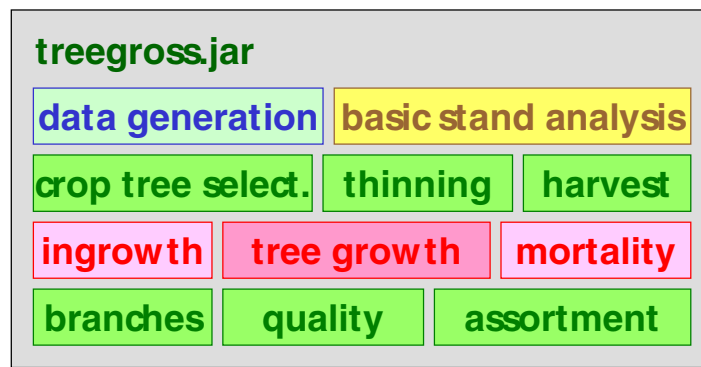 treegross.jar
data generation basic stand analysis
crop tree select. thinning harvest
ingrowth tree growth mortality
branches quality assortment